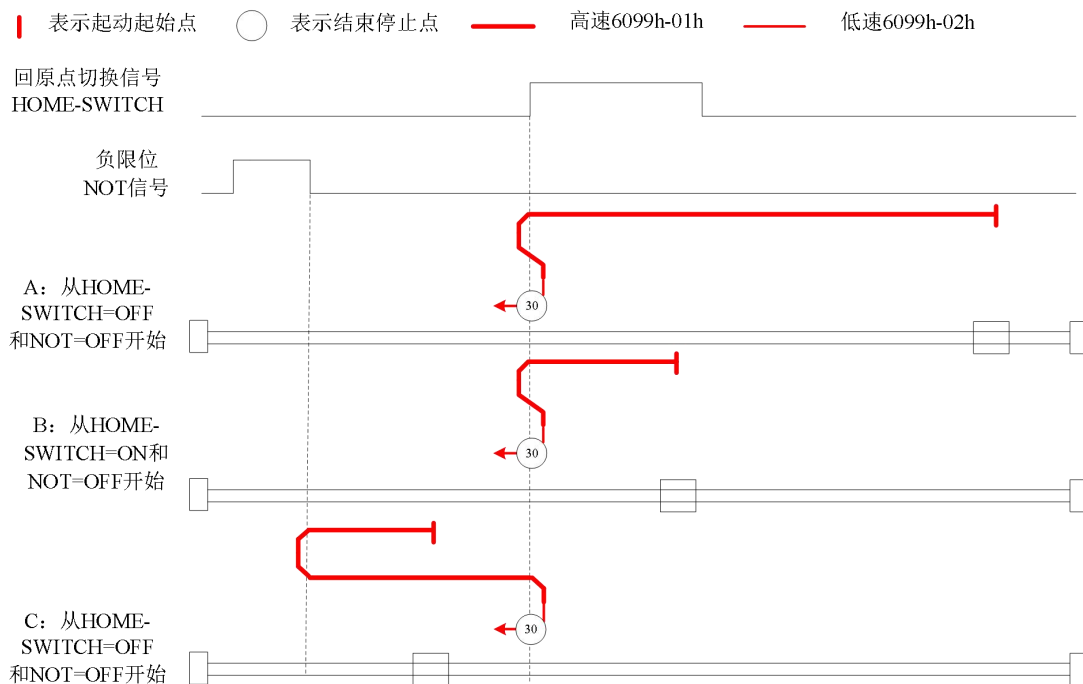 表示起动起始点
表示结束停止点
高速6099h-01h
低速6099h-02h
回原点切换信号
HOME-SWITCH
负限位
NOT信号
30
A：从HOME-
SWITCH=OFF
和NOT=OFF开始
30
B：从HOME-
SWITCH=ON和
NOT=OFF开始
30
C：从HOME-
SWITCH=OFF
和NOT=OFF开始